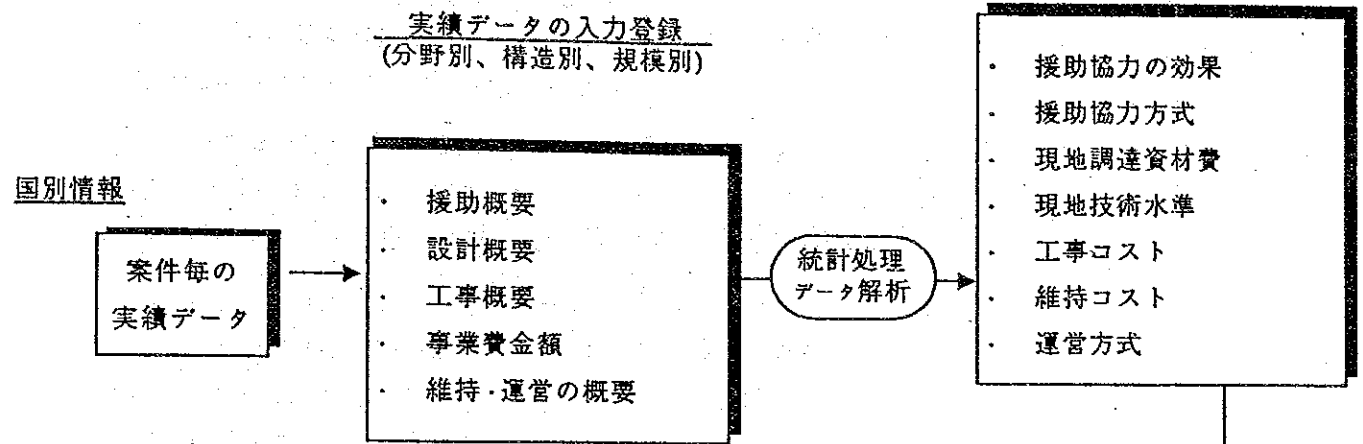 実績データの入力登録
(分野別、構造別、規模別)
国別情報
案件毎の
実績データ
・ 援助概要
・ 設計概要
・ 工事概要
・ 事業費金額
・ 維持・運営の概要
統計処理
データ解析
・ 援助協力の効果
・ 援助協力方式
・ 現地調達資材費
・ 現地技術水準
・ 工事コスト
・ 維持コスト
・ 運営方式